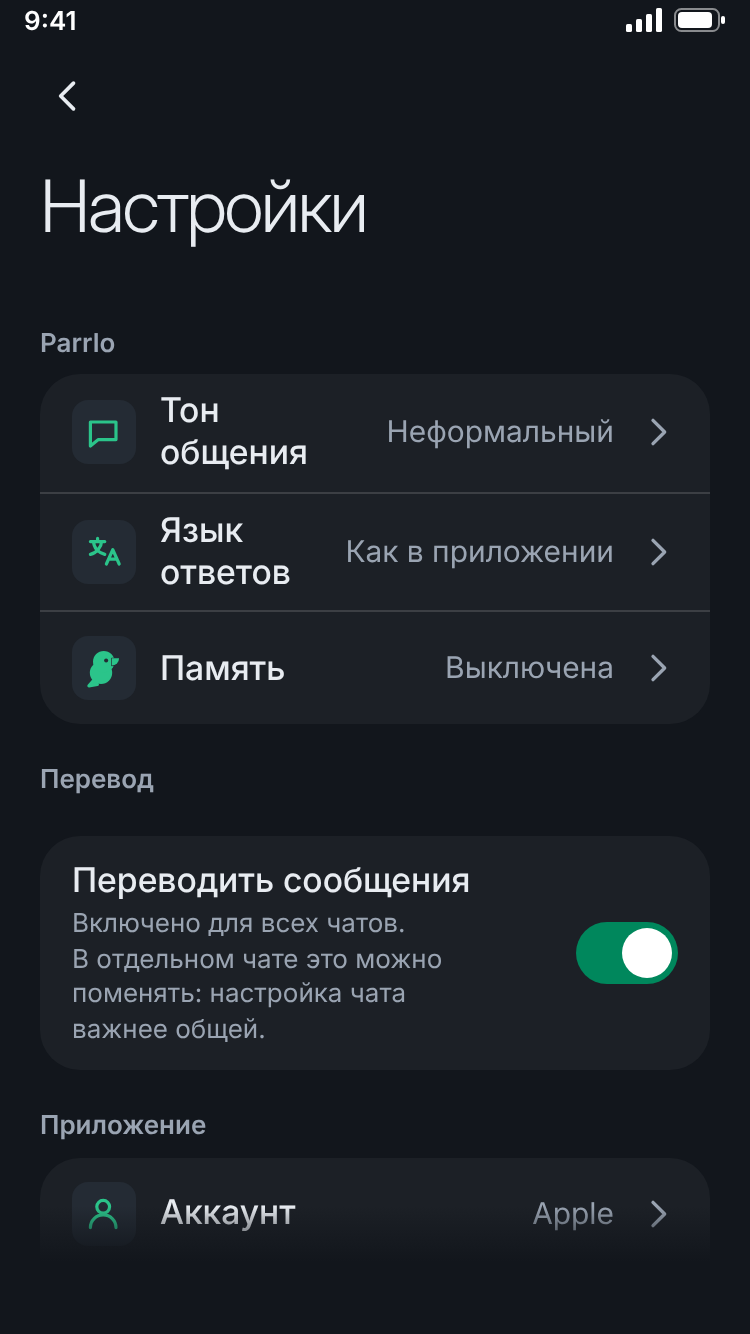 9:41
Настройки
Parrlo
Тон
общения
Неформальный
Язык
ответов
Как в приложении
Память
Выключена
Перевод
Переводить сообщения
Включено для всех чатов.
В отдельном чате это можно
поменять: настройка чата
важнее общей.
Приложение
Аккаунт
Apple